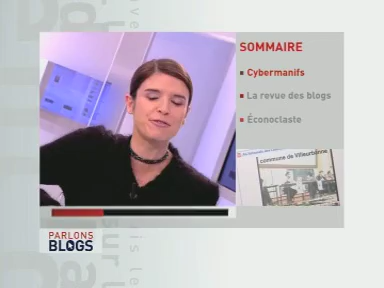 SOMMAIRE
Cybermanifs
La revue des blogs
Éconoclaste
commune de Villeurbanne
PARLONS
BLOGS